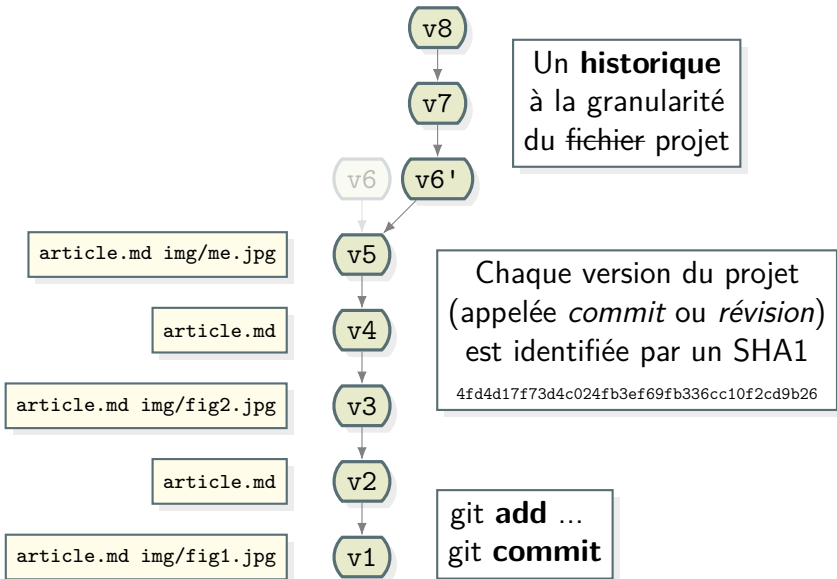 v8
Un historique
à la granularité
du fichier projet
v7
v6
v6'
article.md img/me.jpg
v5
Chaque version du projet
(appelée commit ou révision)
est identifiée par un SHA1
4fd4d17f73d4c024fb3ef69fb336cc10f2cd9b26
article.md
v4
article.md img/fig2.jpg
v3
article.md
v2
git add ...
git commit
article.md img/fig1.jpg
v1